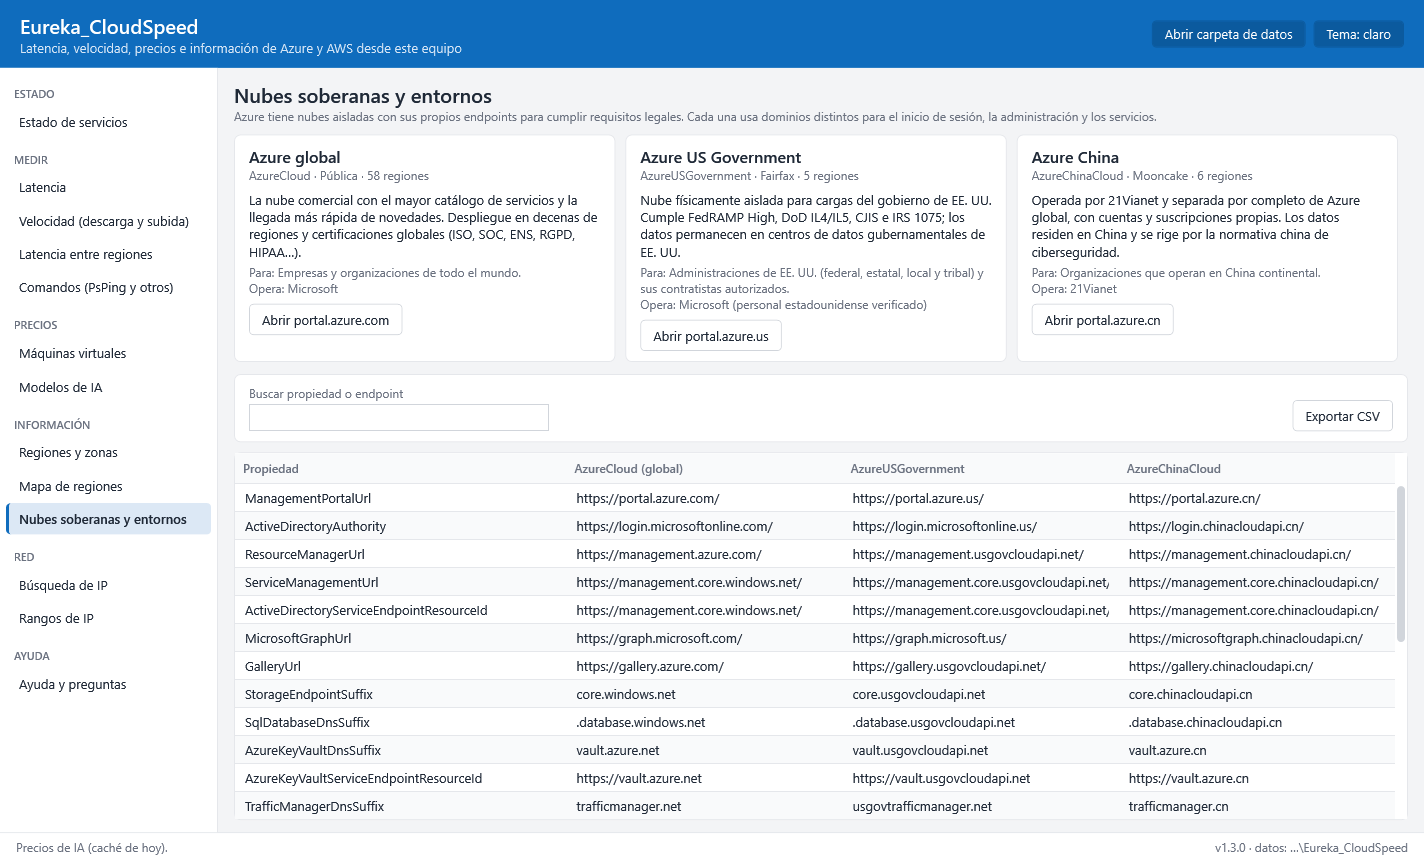 Eureka_CloudSpeed
Latencia, velocidad, precios e información de Azure y AWS desde este equipo
Abrir carpeta de datos
Tema: claro
ESTADO
Estado de servicios
MEDIR
Latencia
Velocidad (descarga y subida)
Latencia entre regiones
Comandos (PsPing y otros)
PRECIOS
Máquinas virtuales
Modelos de IA
INFORMACIÓN
Regiones y zonas
Mapa de regiones
Nubes soberanas y entornos
RED
Búsqueda de IP
Rangos de IP
AYUDA
Ayuda y preguntas
Nubes soberanas y entornos
Azure tiene nubes aisladas con sus propios endpoints para cumplir requisitos legales. Cada una usa dominios distintos para el inicio de sesión, la administración y los servicios.
Azure global
AzureCloud · Pública · 58 regiones
La nube comercial con el mayor catálogo de servicios y la
llegada más rápida de novedades. Despliegue en decenas de
regiones y certificaciones globales (ISO, SOC, ENS, RGPD,
HIPAA...).
Para: Empresas y organizaciones de todo el mundo.
Opera: Microsoft
Abrir portal.azure.com
Azure US Government
AzureUSGovernment · Fairfax · 5 regiones
Nube físicamente aislada para cargas del gobierno de EE. UU.
Cumple FedRAMP High, DoD IL4/IL5, CJIS e IRS 1075; los
datos permanecen en centros de datos gubernamentales de
EE. UU.
Para: Administraciones de EE. UU. (federal, estatal, local y tribal) y
sus contratistas autorizados.
Opera: Microsoft (personal estadounidense verificado)
Abrir portal.azure.us
Azure China
AzureChinaCloud · Mooncake · 6 regiones
Operada por 21Vianet y separada por completo de Azure
global, con cuentas y suscripciones propias. Los datos
residen en China y se rige por la normativa china de
ciberseguridad.
Para: Organizaciones que operan en China continental.
Opera: 21Vianet
Abrir portal.azure.cn
Buscar propiedad o endpoint
Exportar CSV
Propiedad AzureCloud (global) AzureUSGovernment AzureChinaCloud
ManagementPortalUrl https://portal.azure.com/ https://portal.azure.us/ https://portal.azure.cn/
ActiveDirectoryAuthority https://login.microsoftonline.com/ https://login.microsoftonline.us/ https://login.chinacloudapi.cn/
ResourceManagerUrl https://management.azure.com/ https://management.usgovcloudapi.net/ https://management.chinacloudapi.cn/
ServiceManagementUrl https://management.core.windows.net/ https://management.core.usgovcloudapi.net/ https://management.core.chinacloudapi.cn/
ActiveDirectoryServiceEndpointResourceId https://management.core.windows.net/ https://management.core.usgovcloudapi.net/ https://management.core.chinacloudapi.cn/
MicrosoftGraphUrl https://graph.microsoft.com/ https://graph.microsoft.us/ https://microsoftgraph.chinacloudapi.cn/
GalleryUrl https://gallery.azure.com/ https://gallery.usgovcloudapi.net/ https://gallery.chinacloudapi.cn/
StorageEndpointSuffix core.windows.net core.usgovcloudapi.net core.chinacloudapi.cn
SqlDatabaseDnsSuffix .database.windows.net .database.usgovcloudapi.net .database.chinacloudapi.cn
AzureKeyVaultDnsSuffix vault.azure.net vault.usgovcloudapi.net vault.azure.cn
AzureKeyVaultServiceEndpointResourceId https://vault.azure.net https://vault.usgovcloudapi.net https://vault.azure.cn
TrafficManagerDnsSuffix trafficmanager.net usgovtrafficmanager.net trafficmanager.cn
Precios de IA (caché de hoy).
v1.3.0 · datos: ...\Eureka_CloudSpeed